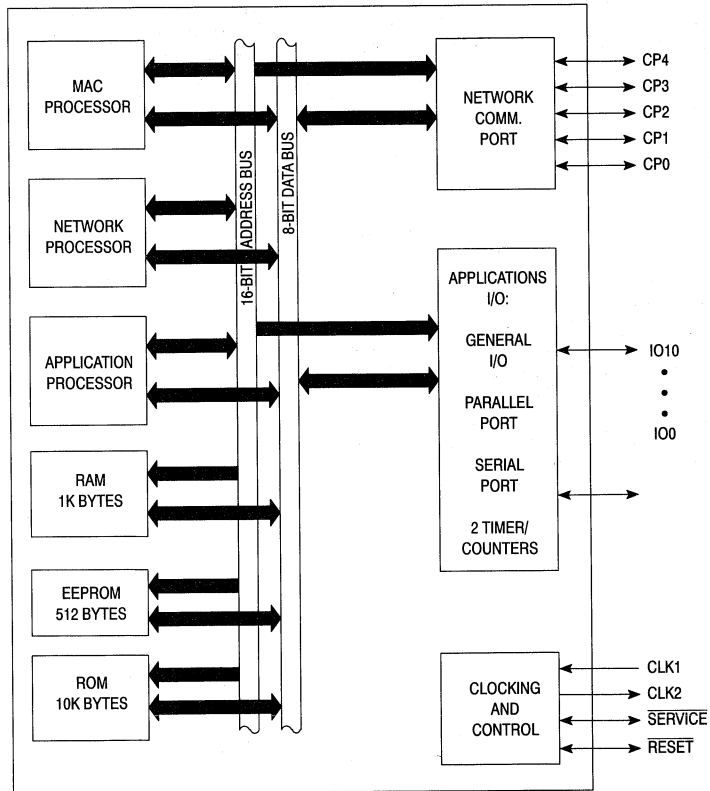 MAC
PROCESSOR
NETWORK
PROCESSOR
APPLICATION
PROCESSOR
RAM
1K BYTES
EEPROM
512 BYTES
ROM
10K BYTES
16-BIT ADDRESS BUS
8-BIT DATA BUS
NETWORK
COMM.
PORT
CP4
CP3
CP2
CP1
CP0
APPLICATIONS
I/O:
GENERAL
I/O
PARALLEL
PORT
SERIAL
PORT
2 TIMER/
COUNTERS
IO10
IO0
CLOCKING
AND
CONTROL
CLK1
CLK2
SERVICE
RESET